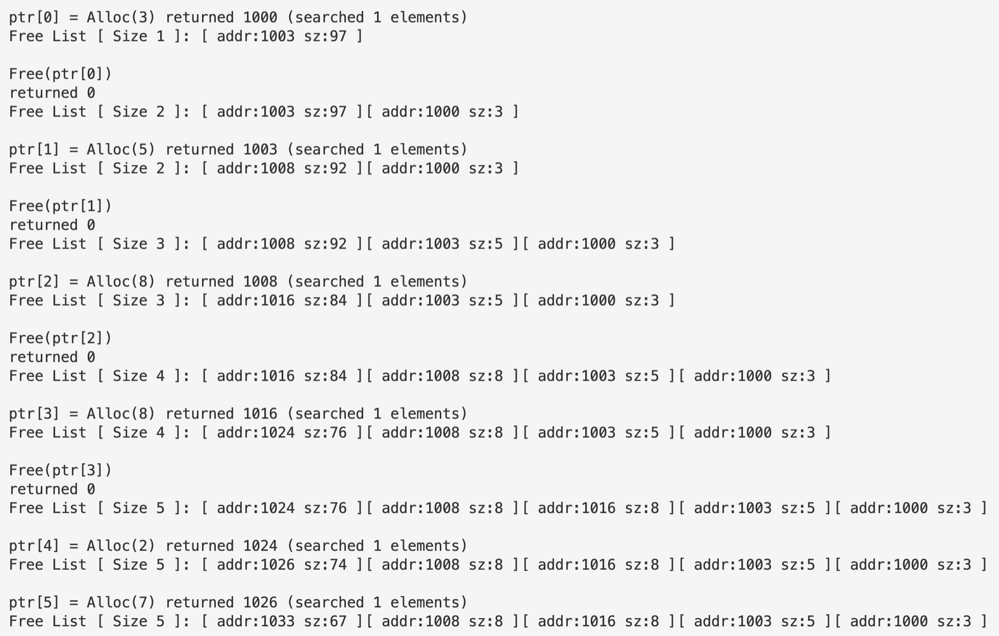 ptr[0] = Alloc(3) returned 1000 (searched 1 elements)
Free List [ Size 1 ]: [ addr:1003 sz:97 ]
Free(ptr[0])
returned 0
Free List [ Size 2 ]: [ addr:1003 sz:97 ][ addr:1000 sz:3 ]
ptr[1] = Alloc(5) returned 1003 (searched 1 elements)
Free List [ Size 2 ]: [ addr:1008 sz:92 ][ addr:1000 sz:3 ]
Free(ptr[1])
returned 0
Free List [ Size 3 ]: [ addr:1008 sz:92 ][ addr:1003 sz:5 ][ addr:1000 sz:3 ]
ptr[2] = Alloc(8) returned 1008 (searched 1 elements)
Free List [ Size 3 ]: [ addr:1016 sz:84 ][ addr:1003 sz:5 ][ addr:1000 sz:3 ]
Free(ptr[2])
returned 0
Free List [ Size 4 ]: [ addr:1016 sz:84 ][ addr:1008 sz:8 ][ addr:1003 sz:5 ][ addr:1000 sz:3 ]
ptr[3] = Alloc(8) returned 1016 (searched 1 elements)
Free List [ Size 4 ]: [ addr:1024 sz:76 ][ addr:1008 sz:8 ][ addr:1003 sz:5 ][ addr:1000 sz:3 ]
Free(ptr[3])
returned 0
Free List [ Size 5 ]: [ addr:1024 sz:76 ][ addr:1008 sz:8 ][ addr:1016 sz:8 ][ addr:1003 sz:5 ][ addr:1000 sz:3 ]
ptr[4] = Alloc(2) returned 1024 (searched 1 elements)
Free List [ Size 5 ]: [ addr:1026 sz:74 ][ addr:1008 sz:8 ][ addr:1016 sz:8 ][ addr:1003 sz:5 ][ addr:1000 sz:3 ]
ptr[5] = Alloc(7) returned 1026 (searched 1 elements)
Free List [ Size 5 ]: [ addr:1033 sz:67 ][ addr:1008 sz:8 ][ addr:1016 sz:8 ][ addr:1003 sz:5 ][ addr:1000 sz:3 ]